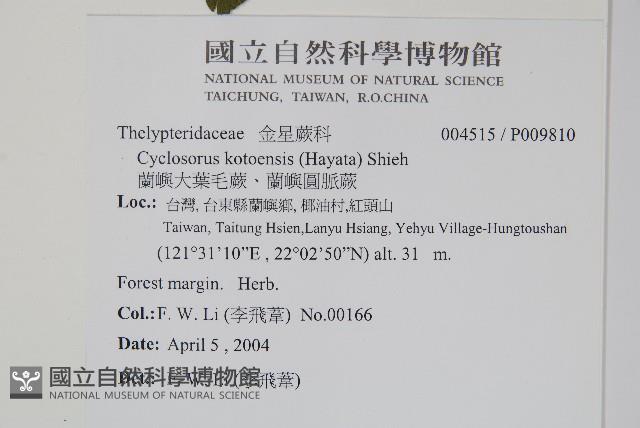 國立自然科學博物館
NATIONAL MUSEUM OF NATURAL SCIENCE
TAICHUNG, TAIWAN, R.O.CHINA
Thelypteridaceae 金星蕨科 004515 / P009810
Cyclosorus kotoensis (Hayata) Shieh
蘭嶼大葉毛蕨、蘭嶼圓脈蕨
Loc.: 台灣, 台東縣蘭嶼鄉, 椰油村,紅頭山
Taiwan, Taitung Hsien,Lanyu Hsiang, Yehyu Village-Hungtoushan
(121°31'10"E , 22°02'50"N) alt. 31 m.
Forest margin. Herb.
Col.:F. W. Li (李飛葦) No.00166
Date: April 5 , 2004
(李飛葦)
國立自然科學博物館
NATIONAL MUSEUM OF NATURAL SCIENCE